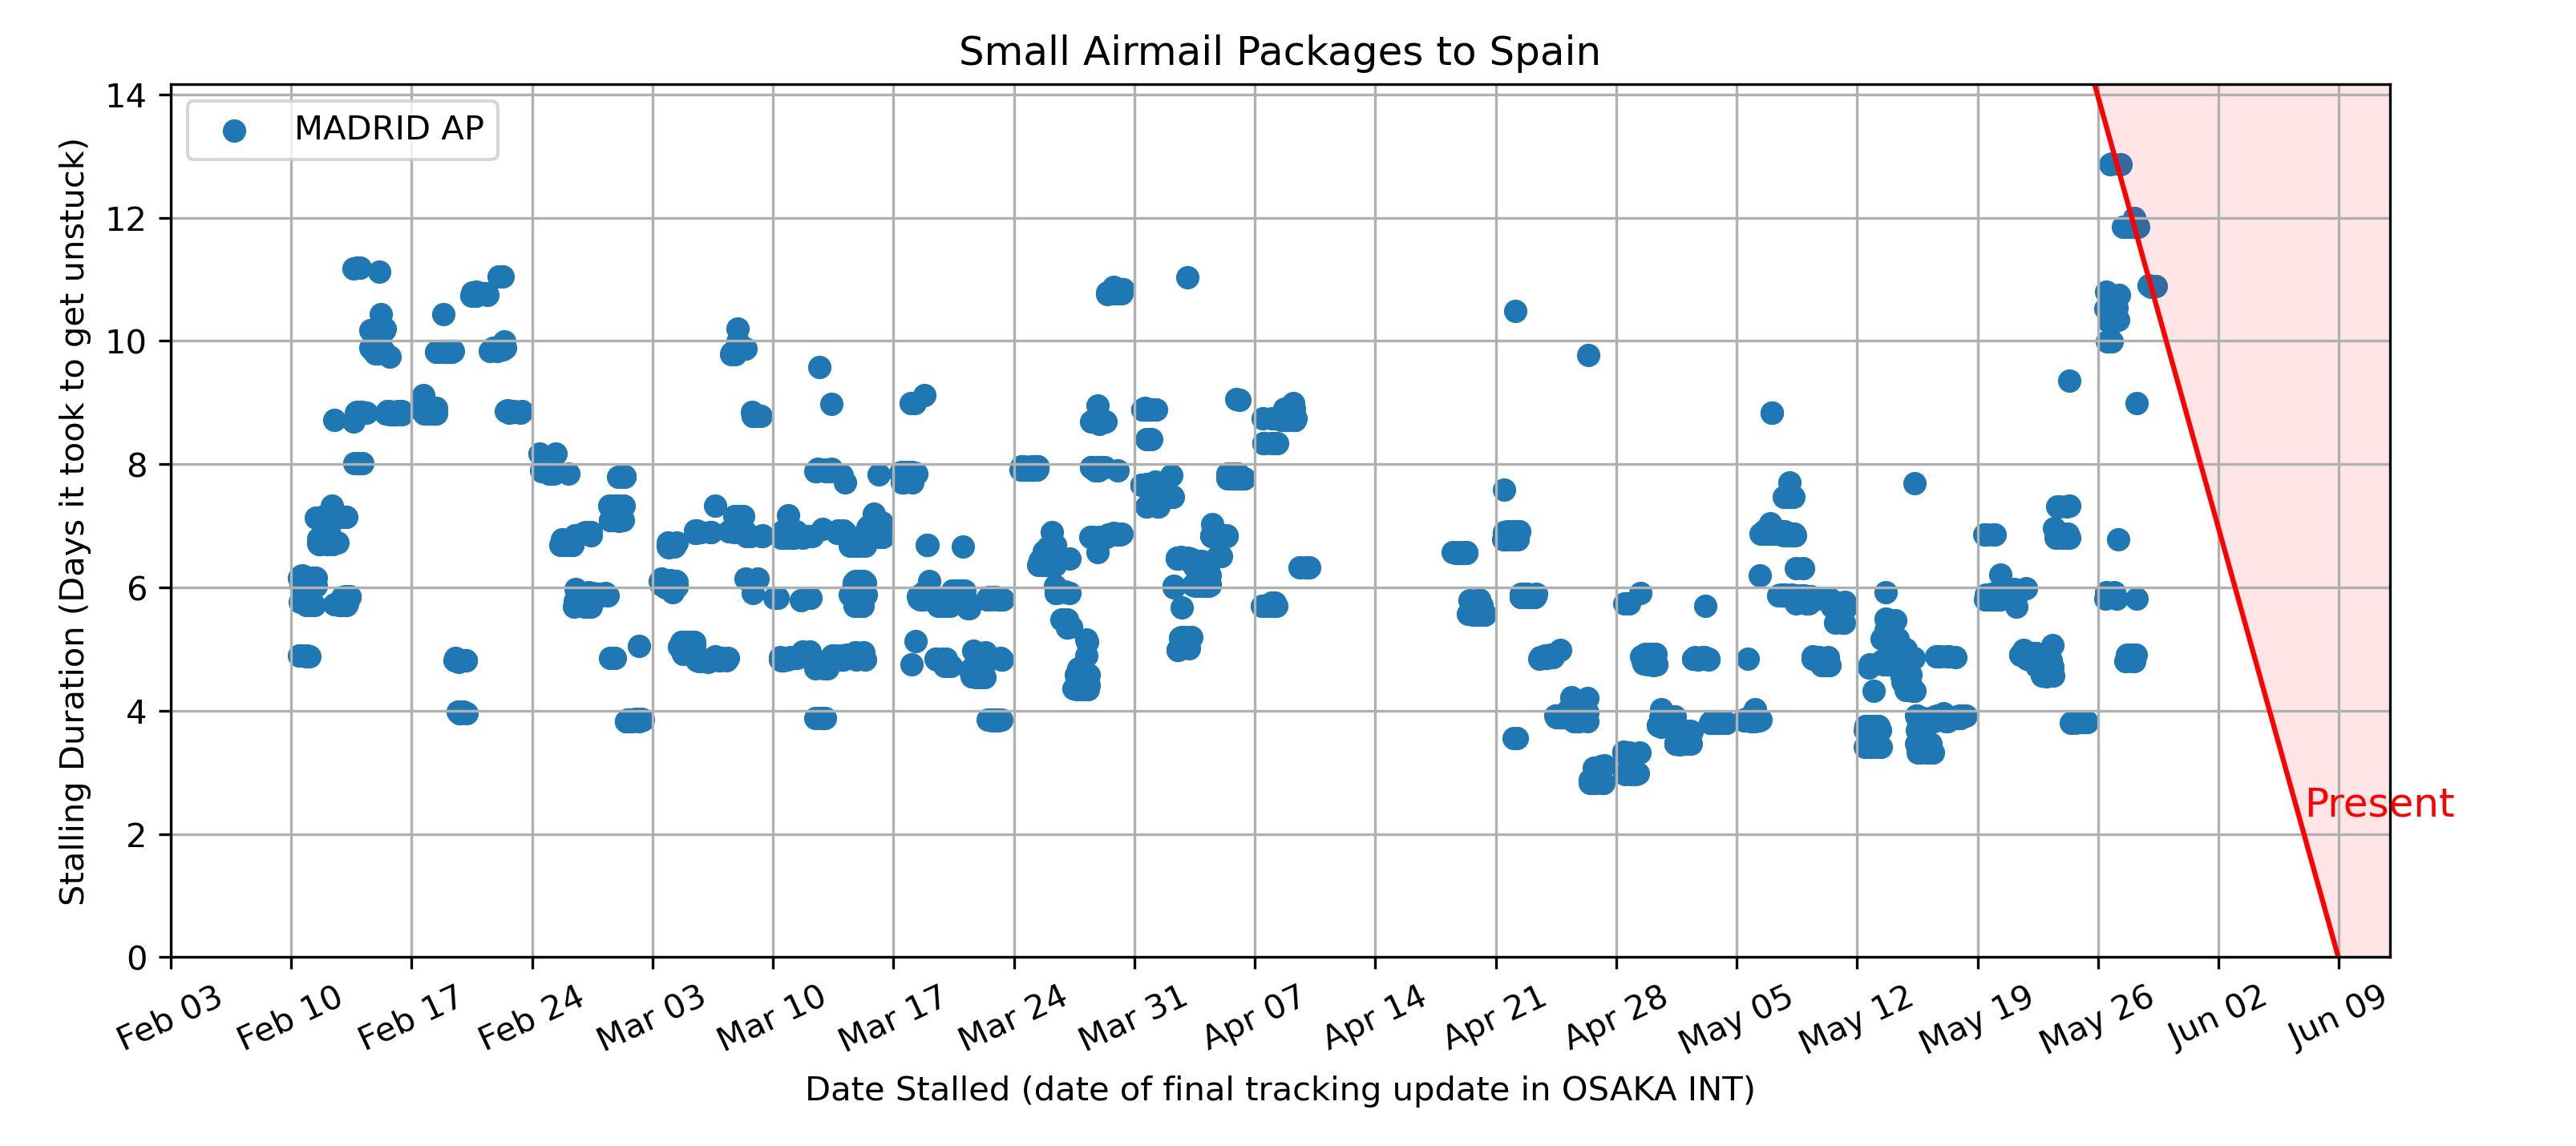 Small Airmail Packages to Spain
MADRID AP
14
12
10
8
6
4
2
0
Stalling Duration (Days it took to get unstuck)
Present
Feb 03
Feb 10
Feb 17
Feb 24
Mar 03
Mar 10
Mar 17
Mar 24
Mar 31
Apr 07
Apr 14
Apr 21
Apr 28
May 05
May 12
May 19
May 26
Jun 02
Jun 09
Date Stalled (date of final tracking update in OSAKA INT)